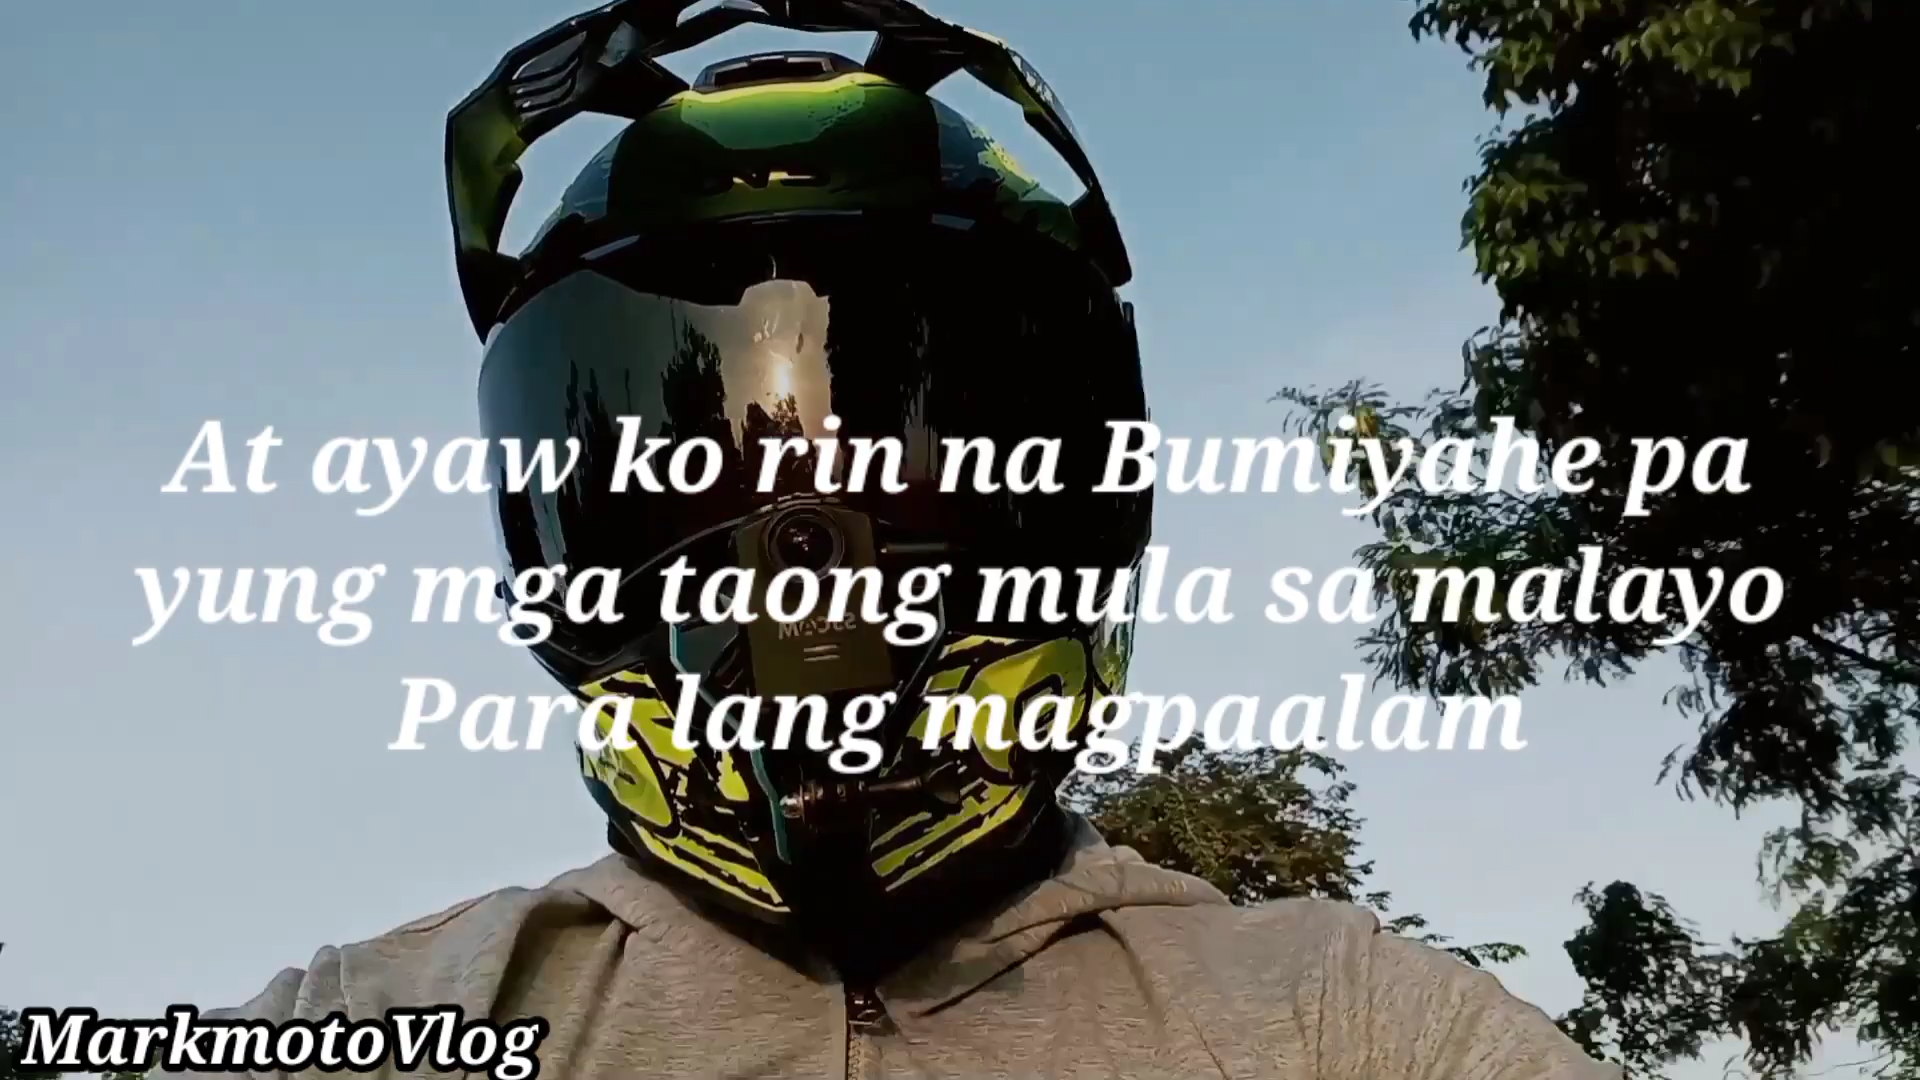 At ayaw ko rin na Bumiyahe pa
yung mga taong mula sa malayo
Para lang magpaalam
MarkmotoVlog